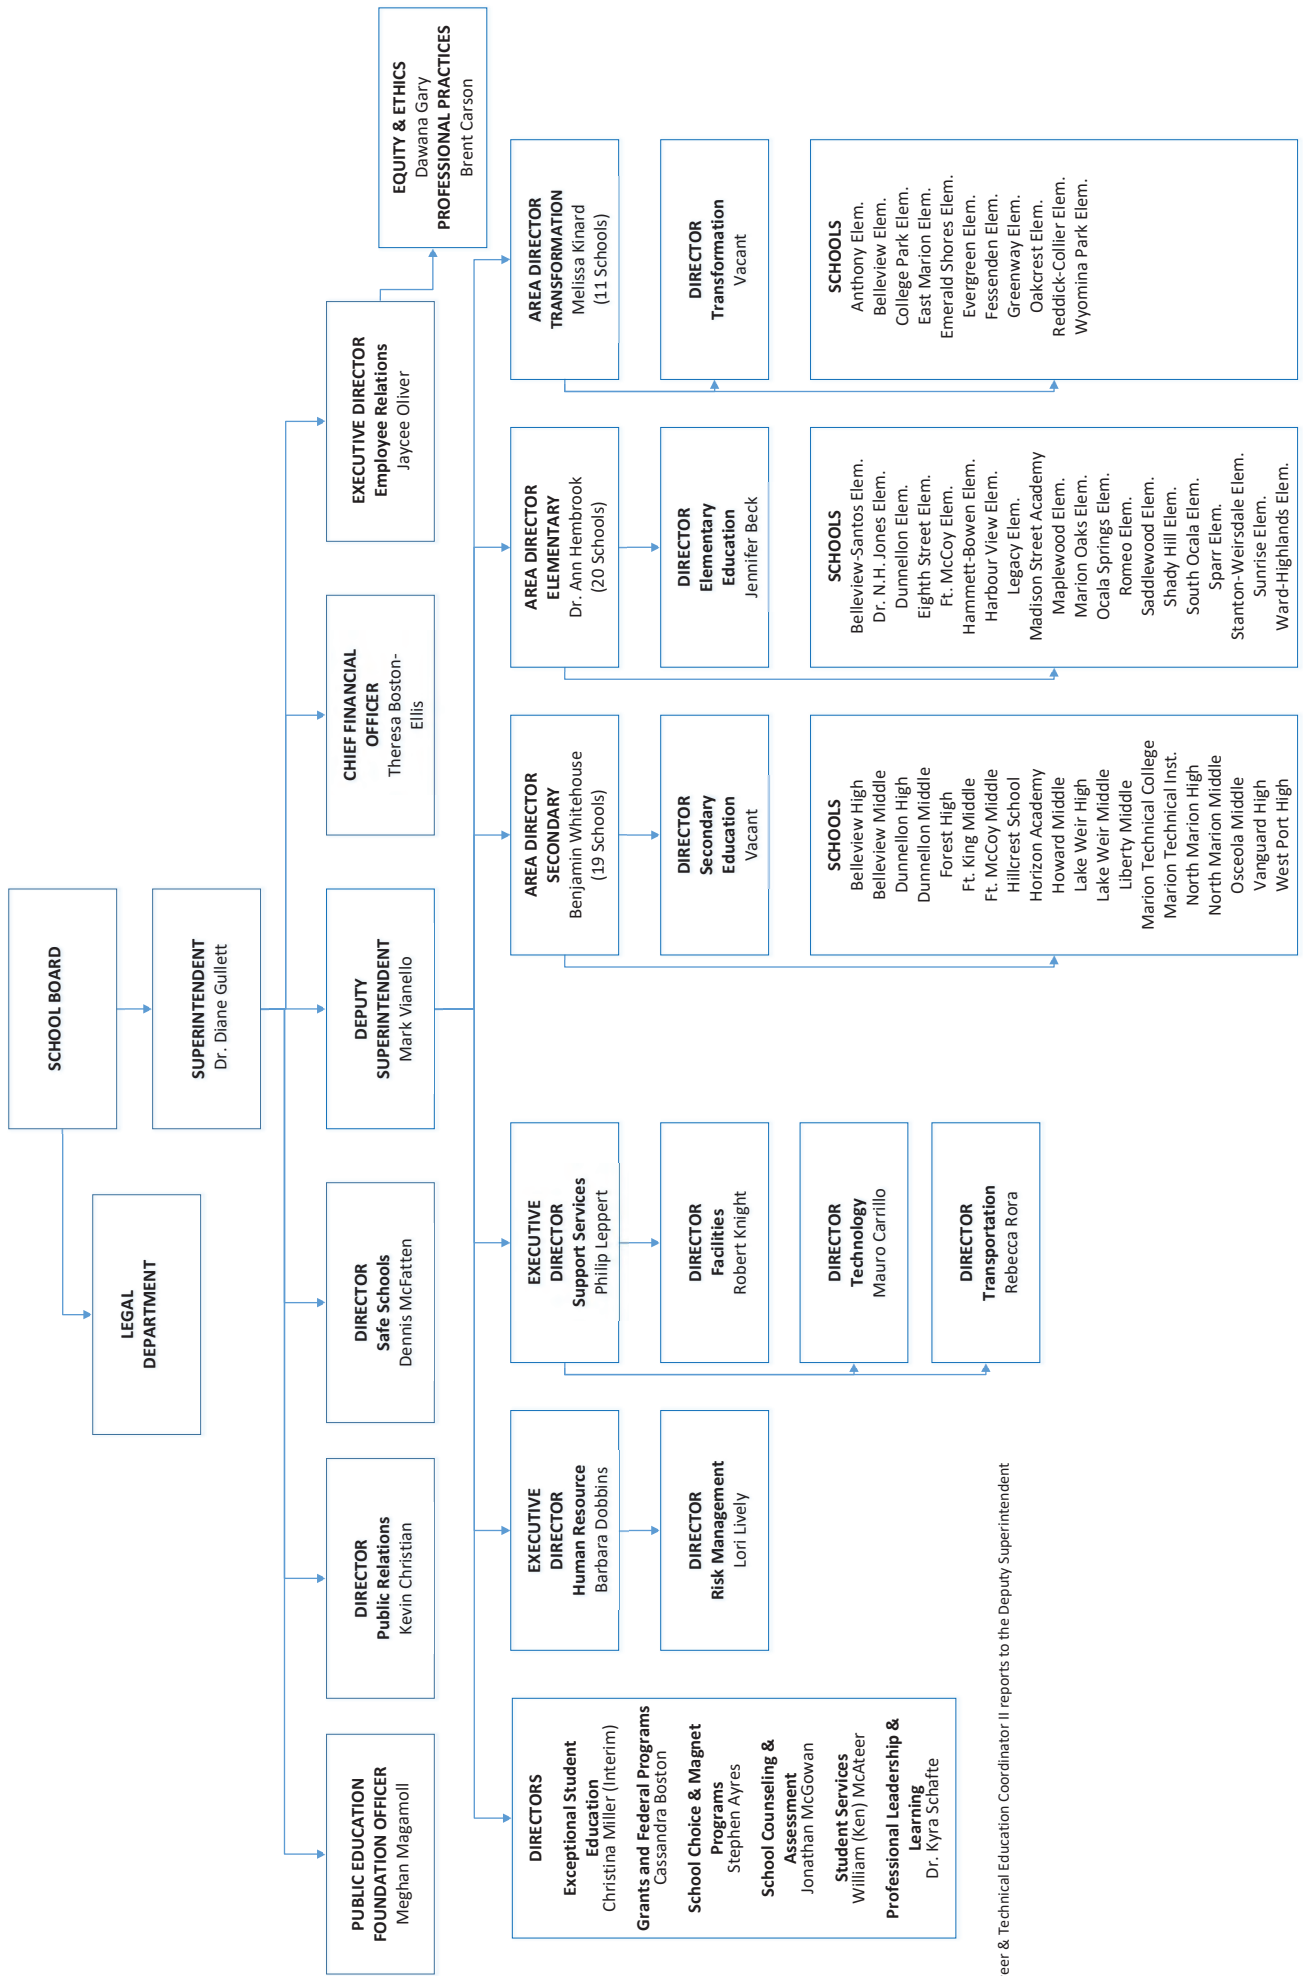 SCHOOL BOARD
LEGAL
DEPARTMENT
SUPERINTENDENT
Dr. Diane Gullett
PUBLIC EDUCATION
FOUNDATION OFFICER
Meghan Magamoll
DIRECTOR
Public Relations
Kevin Christian
DIRECTOR
Safe Schools
Dennis McFatten
DEPUTY
SUPERINTENDENT
Mark Vianello
CHIEF FINANCIAL
OFFICER
Theresa Boston-
Ellis
EXECUTIVE DIRECTOR
Employee Relations
Jaycee Oliver
EQUITY & ETHICS
Dawana Gary
PROFESSIONAL PRACTICES
Brent Carson
DIRECTORS
Exceptional Student
Education
Christina Miller (Interim)
Grants and Federal Programs
Cassandra Boston
School Choice & Magnet
Programs
Stephen Ayres
School Counseling &
Assessment
Jonathan McGowan
Student Services
William (Ken) McAteer
Professional Leadership &
Learning
Dr. Kyra Schafte
EXECUTIVE
DIRECTOR
Human Resource
Barbara Dobbins
DIRECTOR
Risk Management
Lori Lively
EXECUTIVE
DIRECTOR
Support Services
Philip Leppert
DIRECTOR
Facilities
Robert Knight
DIRECTOR
Technology
Mauro Carrillo
DIRECTOR
Transportation
Rebecca Rora
AREA DIRECTOR
SECONDARY
Benjamin Whitehouse
(19 Schools)
DIRECTOR
Secondary
Education
Vacant
SCHOOLS
Belleview High
Belleview Middle
Dunnellon High
Dunnellon Middle
Forest High
Ft. King Middle
Ft. McCoy Middle
Hillcrest School
Horizon Academy
Howard Middle
Lake Weir High
Lake Weir Middle
Liberty Middle
Marion Technical College
Marion Technical Inst.
North Marion High
North Marion Middle
Osceola Middle
Vanguard High
West Port High
AREA DIRECTOR
ELEMENTARY
Dr. Ann Hembrook
(20 Schools)
DIRECTOR
Elementary
Education
Jennifer Beck
SCHOOLS
Belleview-Santos Elem.
Dr. N.H. Jones Elem.
Dunnellon Elem.
Eighth Street Elem.
Ft. McCoy Elem.
Hammett-Bowen Elem.
Harbour View Elem.
Legacy Elem.
Madison Street Academy
Maplewood Elem.
Marion Oaks Elem.
Ocala Springs Elem.
Romeo Elem.
Saddlewood Elem.
Shady Hill Elem.
South Ocala Elem.
Sparr Elem.
Stanton-Weirsdale Elem.
Sunrise Elem.
Ward-Highlands Elem.
AREA DIRECTOR
TRANSFORMATION
Melissa Kinard
(11 Schools)
DIRECTOR
Transformation
Vacant
SCHOOLS
Anthony Elem.
Belleview Elem.
College Park Elem.
East Marion Elem.
Emerald Shores Elem.
Evergreen Elem.
Fessenden Elem.
Greenway Elem.
Oakcrest Elem.
Reddick-Collier Elem.
Wyomina Park Elem.
eer & Technical Education Coordinator II reports to the Deputy Superintendent